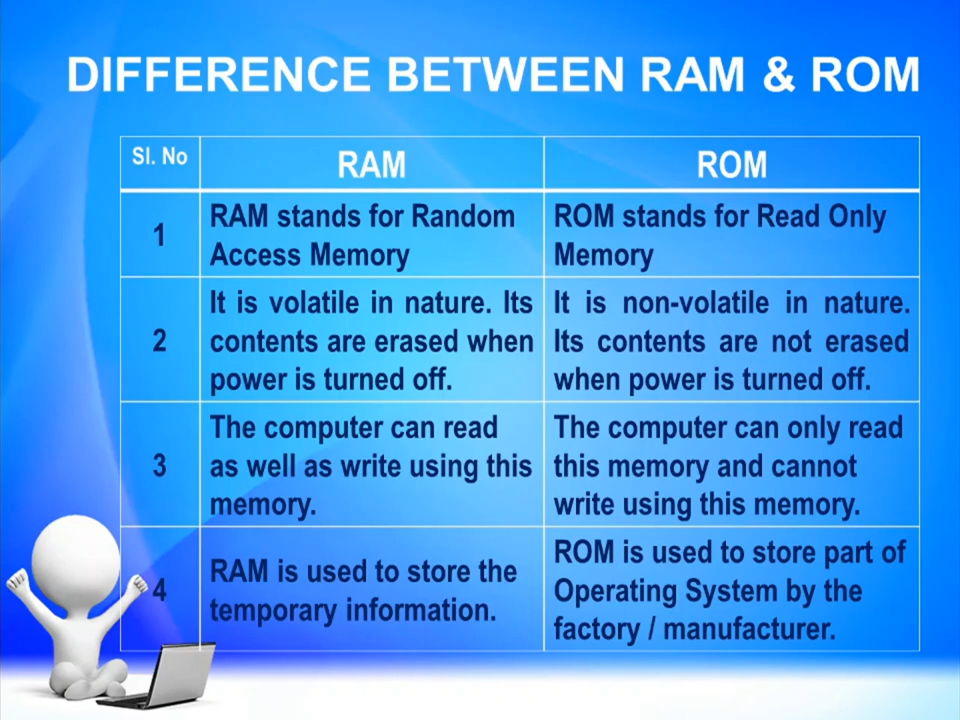 DIFFERENCE BETWEEN RAM & ROM
Sl. No
RAM
ROM
1
RAM stands for Random
Access Memory
ROM stands for Read Only
Memory
2
It is volatile in nature. Its
contents are erased when
power is turned off.
It is non-volatile in nature.
Its contents are not erased
when power is turned off.
3
The computer can read
as well as write using this
memory.
The computer can only read
this memory and cannot
write using this memory.
4
RAM is used to store the
temporary information.
ROM is used to store part of
Operating System by the
factory / manufacturer.